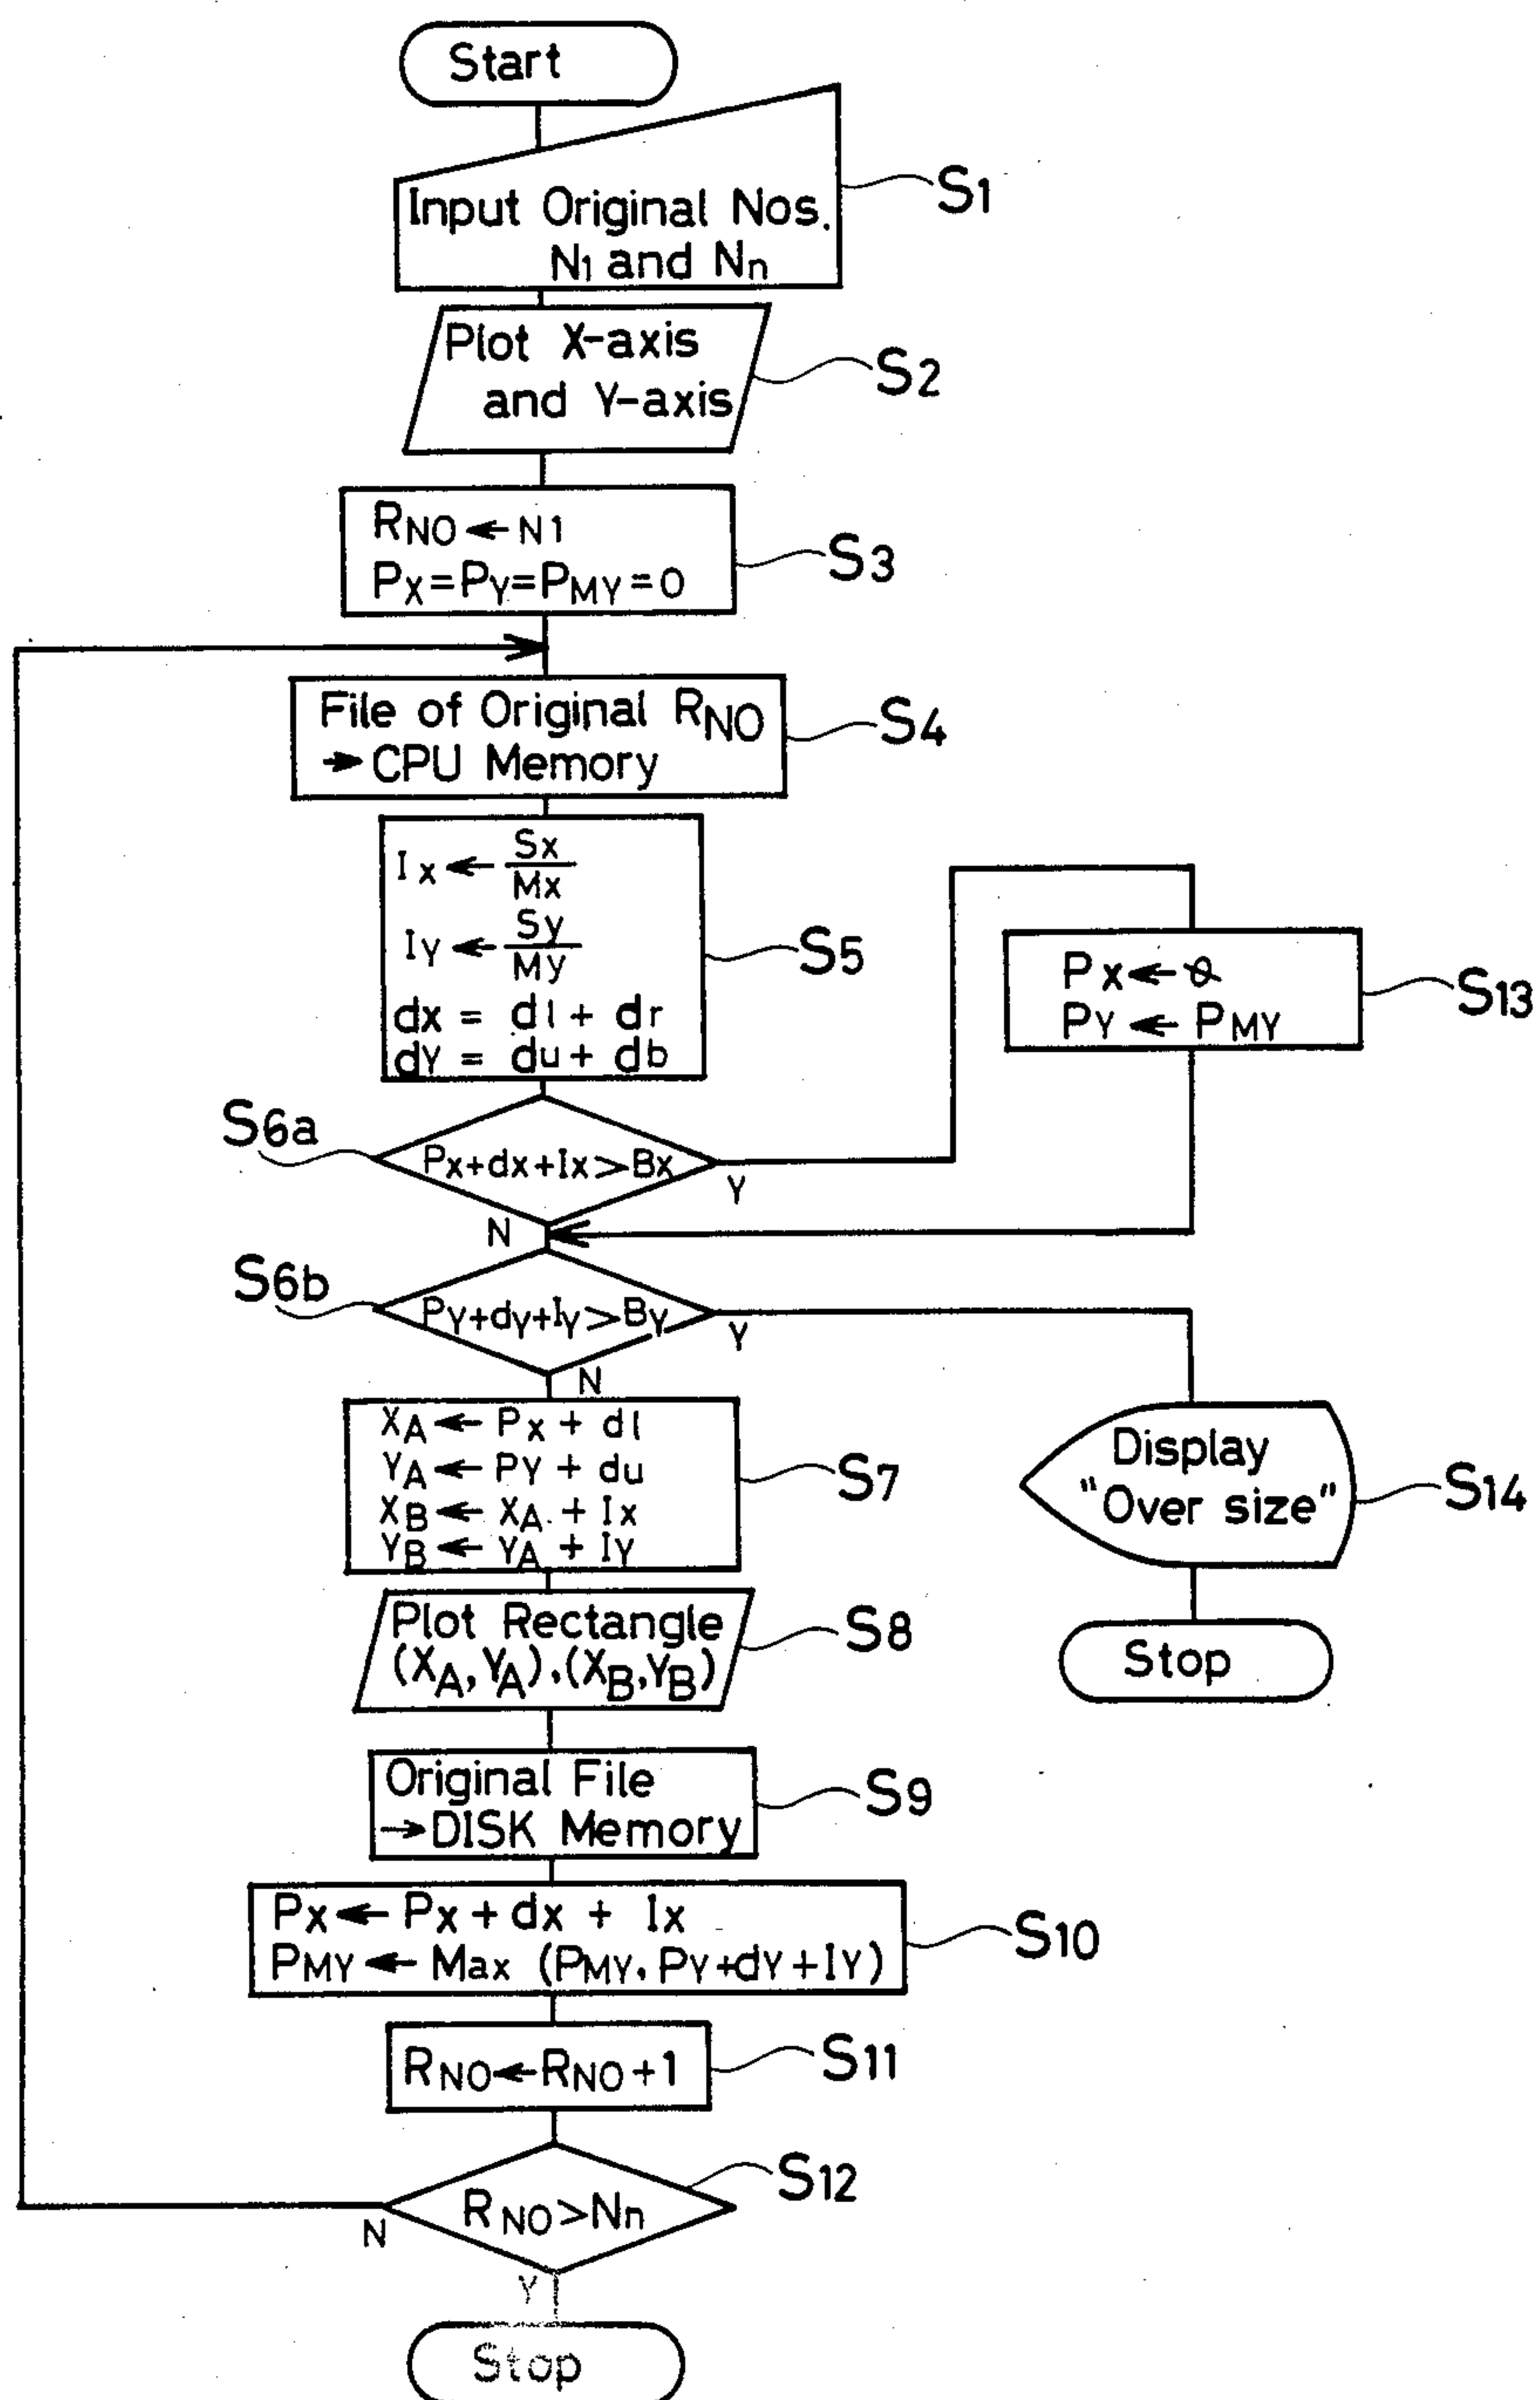 Start
Input Original Nos.
N1 and Nn
S1
Plot X-axis
and Y-axis
S2
RNO ← N1
PX = PY = PMY = 0
S3
File of Original RNO
→ CPU Memory
S4
Ix ← Sx/Mx
IY ← Sy/My
dx = dl + dr
dY = du + db
S5
Px ← 0
PY ← PMY
S13
S6a
Px+dx+Ix>Bx
Y
N
S6b
PY+dY+IY>BY
Y
N
XA ← Px + dl
YA ← PY + du
XB ← XA + Ix
YB ← YA + IY
S7
Display
"Over size"
S14
Stop
Plot Rectangle
(XA, YA), (XB, YB)
S8
Original File
→ DISK Memory
S9
Px ← Px + dx + Ix
PMY ← Max (PMY, PY+dY+IY)
S10
RNO ← RNO + 1
S11
RNO > Nn
S12
N
Y
Stop